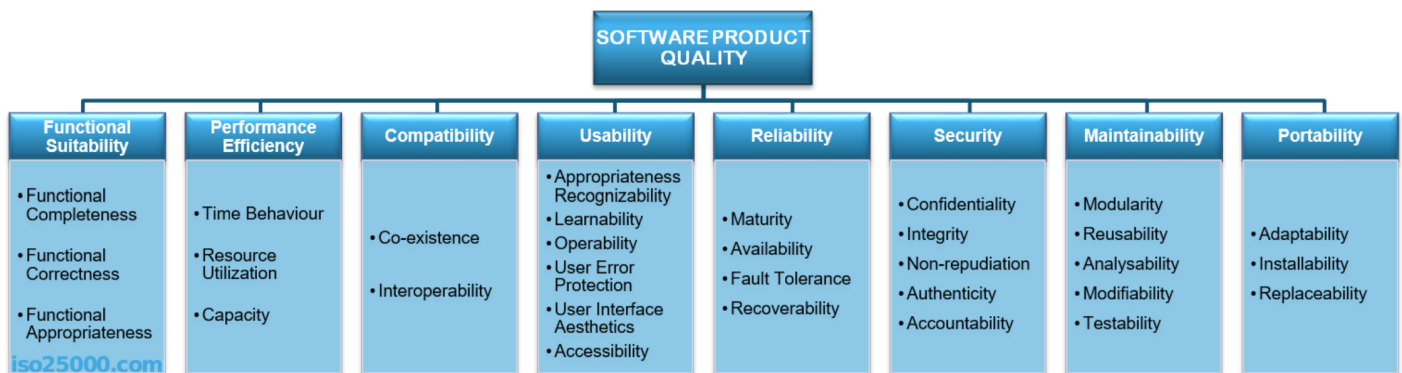 SOFTWARE PRODUCT
QUALITY
Functional
Suitability
• Functional
Completeness
• Functional
Correctness
• Functional
Appropriateness
Performance
Efficiency
• Time Behaviour
• Resource
Utilization
• Capacity
Compatibility
• Co-existence
• Interoperability
Usability
• Appropriateness
Recognizability
• Learnability
• Operability
• User Error
Protection
• User Interface
Aesthetics
• Accessibility
Reliability
• Maturity
• Availability
• Fault Tolerance
• Recoverability
Security
• Confidentiality
• Integrity
• Non-repudiation
• Authenticity
• Accountability
Maintainability
• Modularity
• Reusability
• Analysability
• Modifiability
• Testability
Portability
• Adaptability
• Installability
• Replaceability
iso25000.com